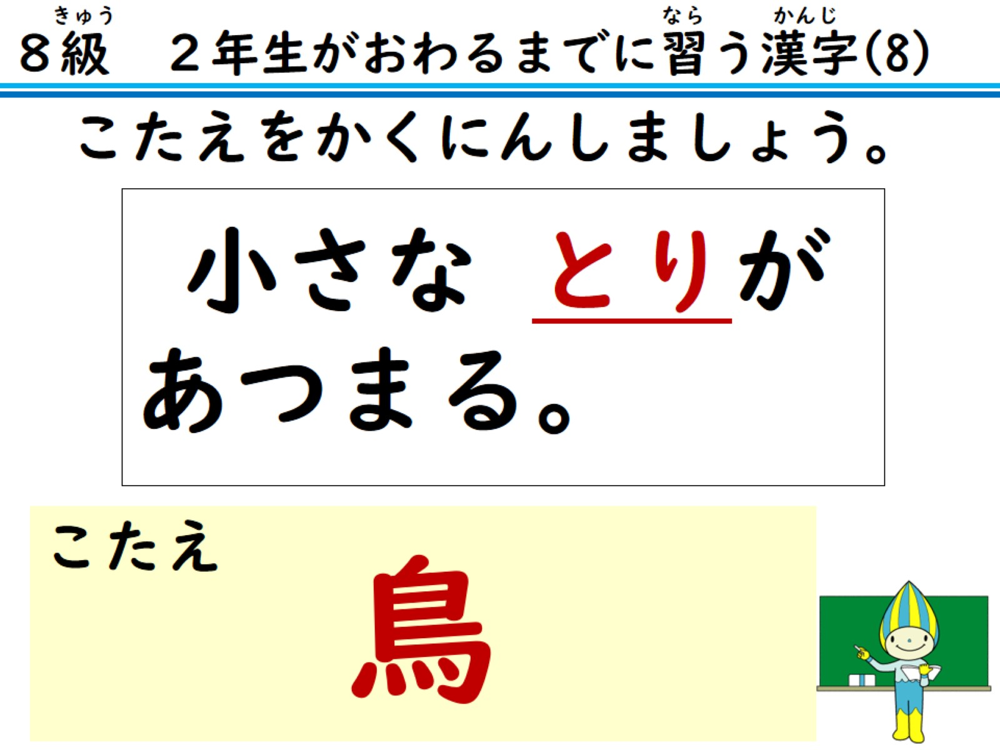 きゅう なら かんじ
８級　２年生がおわるまでに習う漢字(8)
こたえをかくにんしましょう。
小さな とりが
あつまる。
こたえ
鳥